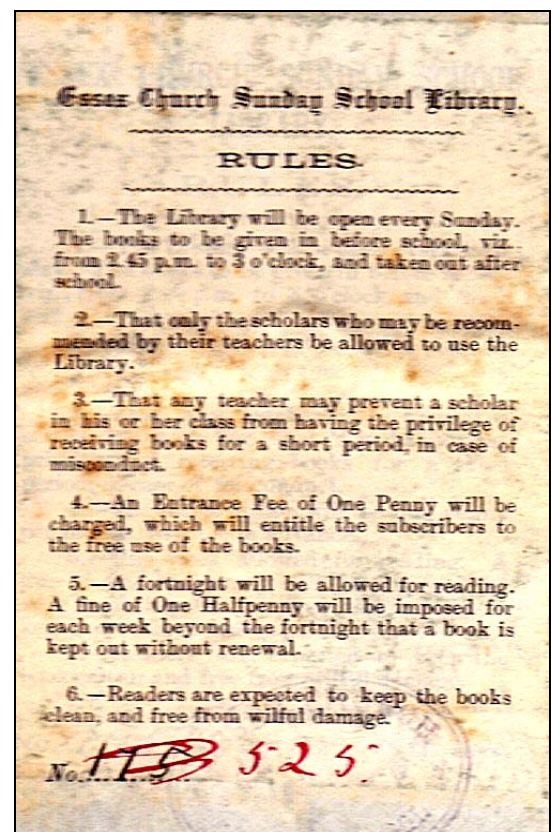 Essex Church Sunday School Library.
RULES.
1.—The Library will be open every Sunday.
The books to be given in before school, viz.
from 2.45 p.m. to 3 o'clock, and taken out after
school.
2.—That only the scholars who may be recom-
mended by their teachers be allowed to use the
Library.
3.—That any teacher may prevent a scholar
in his or her class from having the privilege of
receiving books for a short period, in case of
misconduct.
4.—An Entrance Fee of One Penny will be
charged, which will entitle the subscribers to
the free use of the books.
5.—A fortnight will be allowed for reading.
A fine of One Halfpenny will be imposed for
each week beyond the fortnight that a book is
kept out without renewal.
6.—Readers are expected to keep the books
clean, and free from wilful damage.
No. 525.